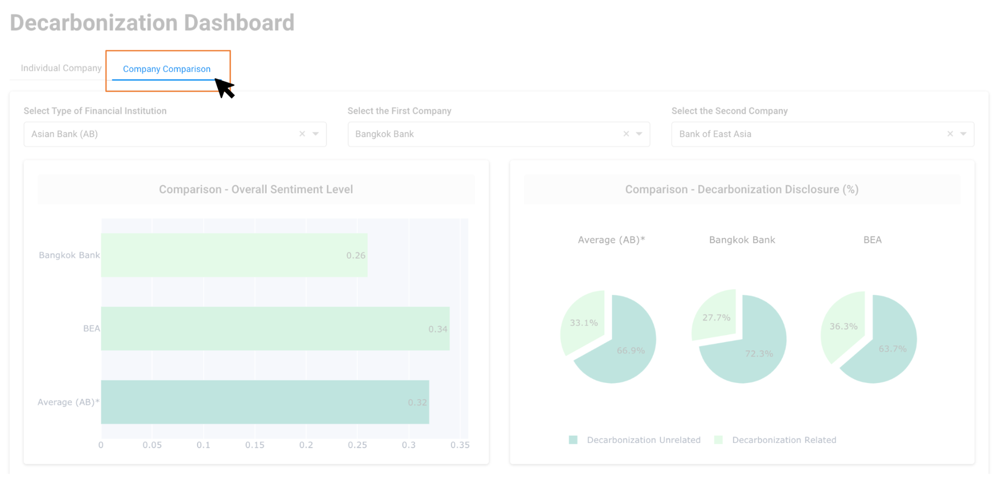 Decarbonization Dashboard
Individual Company
Company Comparison
Select Type of Financial Institution
Select the First Company
Select the Second Company
Asian Bank (AB)
Bangkok Bank
Bank of East Asia
Comparison - Overall Sentiment Level
Bangkok Bank
0.26
BEA
0.34
Average (AB)*
0.32
0 0.05 0.1 0.15 0.2 0.25 0.3 0.35
Comparison - Decarbonization Disclosure (%)
Average (AB)*
Bangkok Bank
BEA
33.1%
66.9%
27.7%
72.3%
36.3%
63.7%
Decarbonization Unrelated
Decarbonization Related